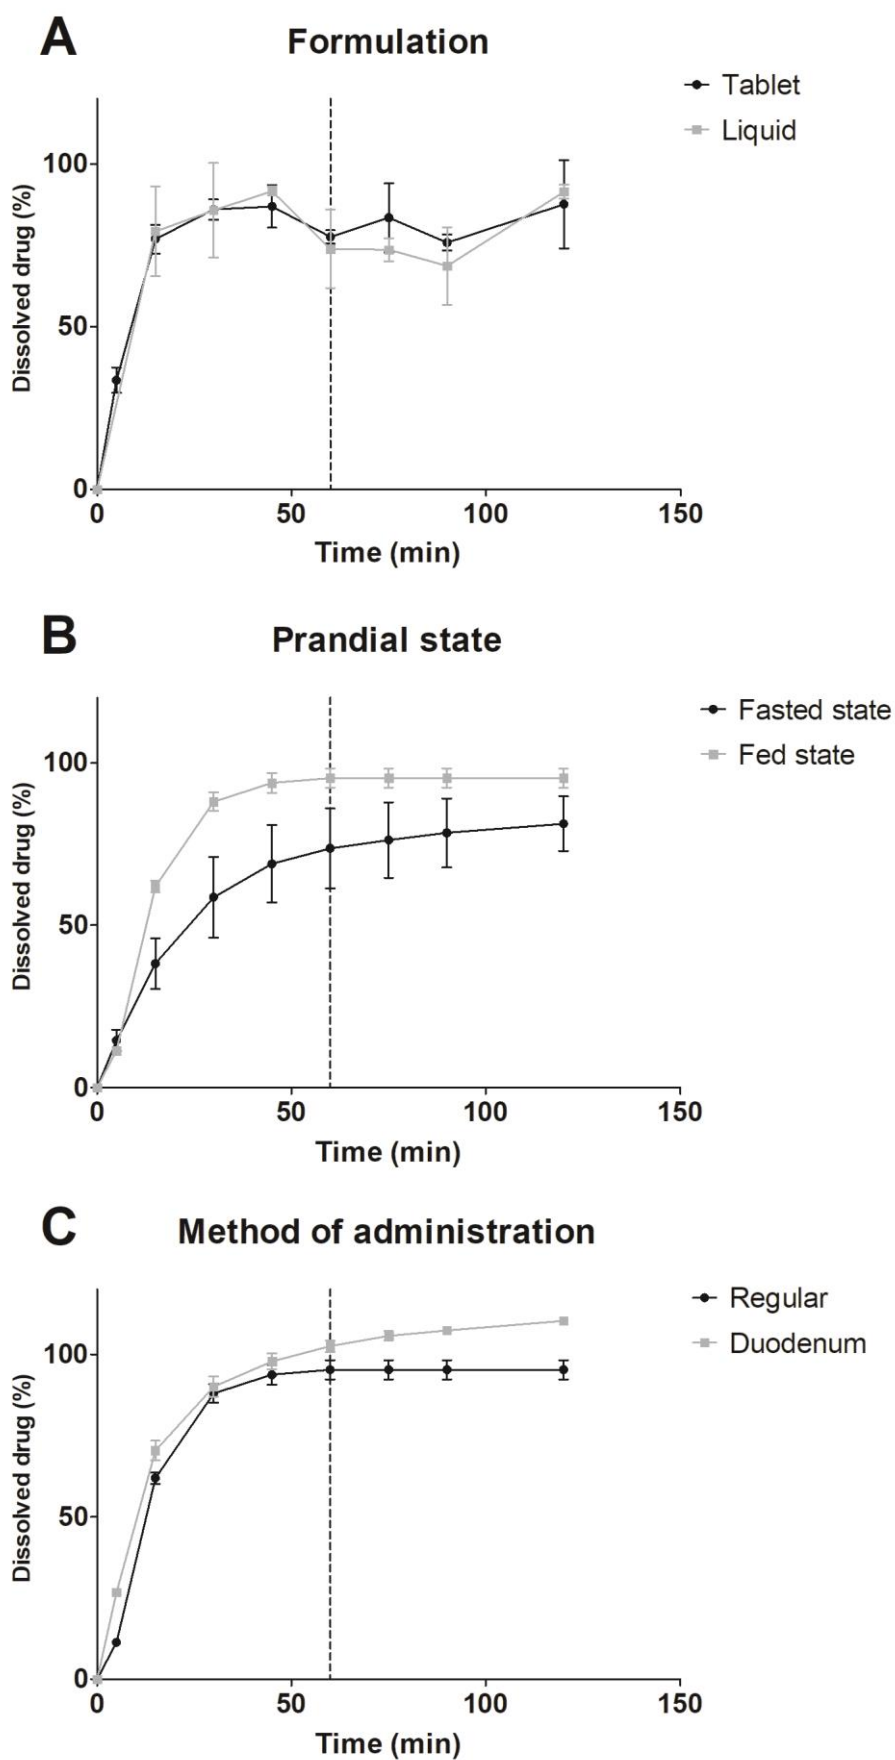 A
Formulation
Tablet
Liquid
Dissolved drug (%)
100
50
0
0 50 100 150
Time (min)
B
Prandial state
Fasted state
Fed state
Dissolved drug (%)
100
50
0
0 50 100 150
Time (min)
C
Method of administration
Regular
Duodenum
Dissolved drug (%)
100
50
0
0 50 100 150
Time (min)